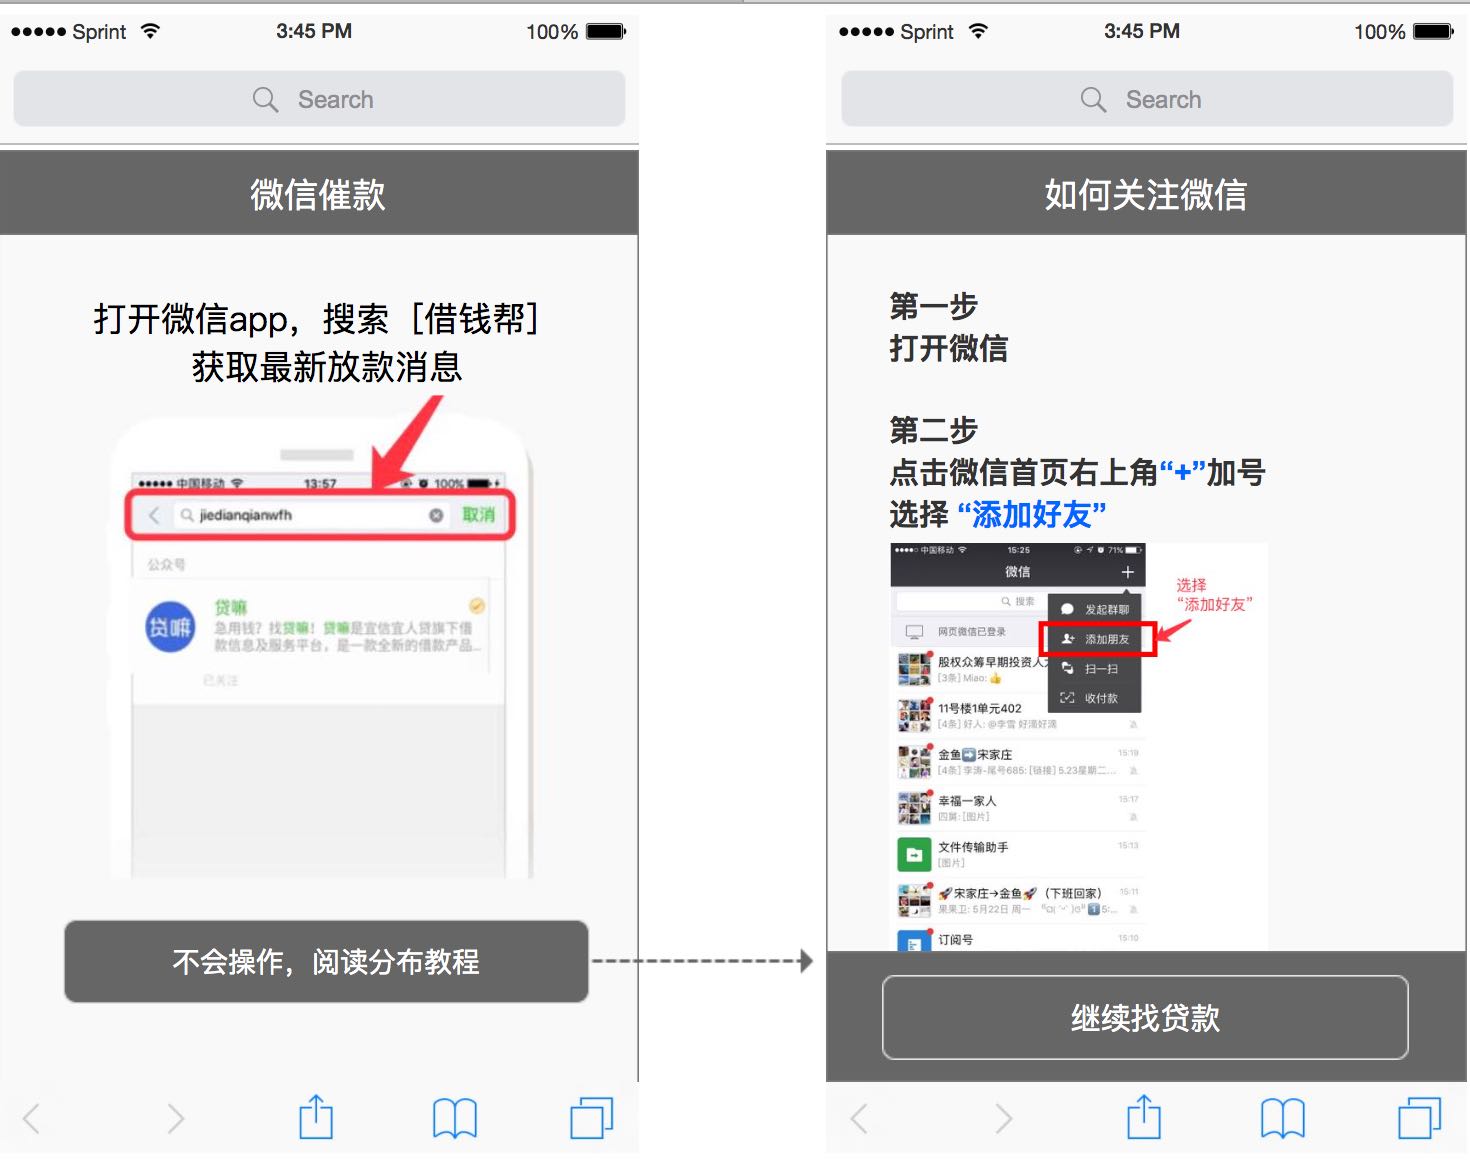 Sprint 3:45 PM 100%
Search
微信催款
打开微信app，搜索［借钱帮］
获取最新放款消息
中国移动 13:57 100%
jiedianqianwfh 取消
公众号
贷嘛
急用钱？找贷嘛！贷嘛是宜信宜人贷旗下借
款信息及服务平台，是一款全新的借款产品...
已关注
不会操作，阅读分布教程
Sprint 3:45 PM 100%
Search
如何关注微信
第一步
打开微信
第二步
点击微信首页右上角“+”加号
选择 “添加好友”
中国移动 15:25 71%
微信
搜索
发起群聊
添加朋友
扫一扫
收付款
选择
“添加好友”
网页微信已登录
股权众筹早期投资人
[3条] Miao: 👍
11号楼1单元402
[4条] 好人: @李雪 好滴好滴
金鱼➡️宋家庄 15:19
[4条] 李涛-尾号685: [链接] 5.23星期二...
幸福一家人 15:17
四舅: [图片]
文件传输助手 15:13
[图片]
🚀宋家庄→金鱼🚀（下班回家） 15:11
果果卫: 5月22日 周一
订阅号 15:10
继续找贷款